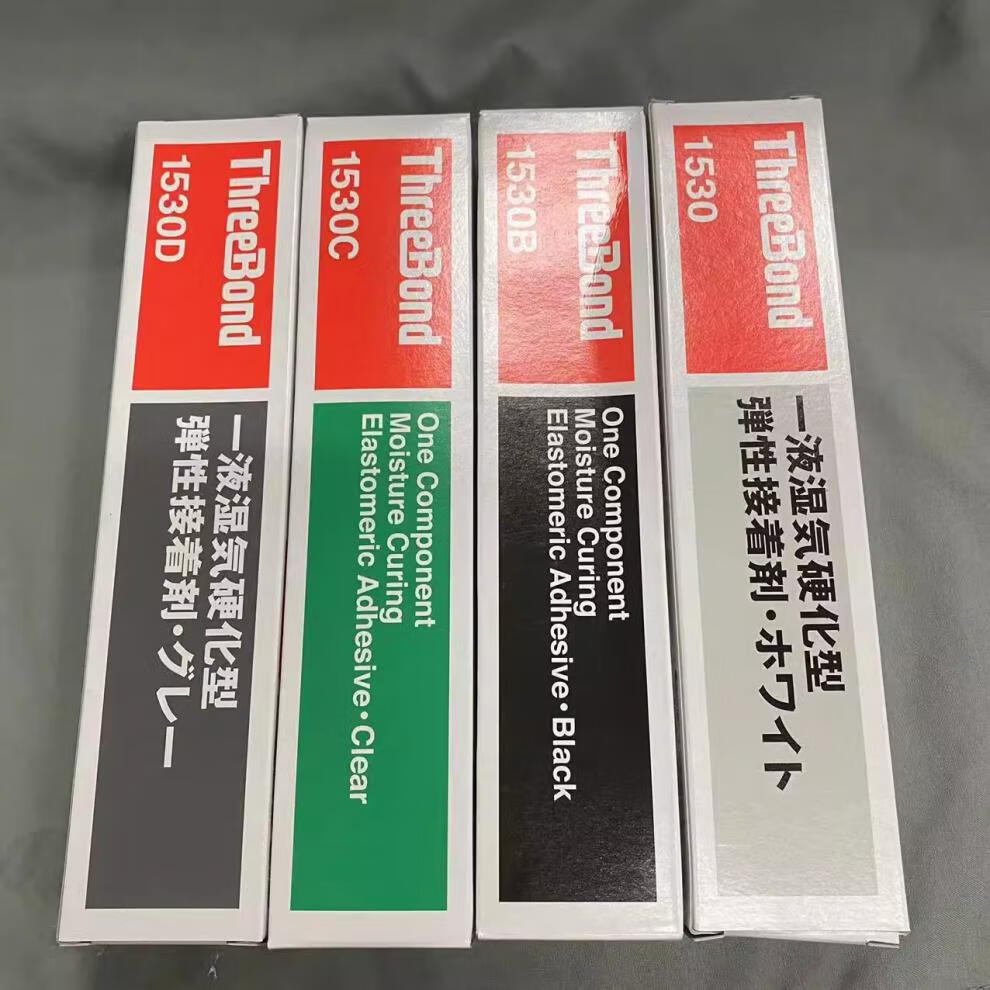 ThreeBond
1530D
一液湿気硬化型
弾性接着剤・グレー
ThreeBond
1530C
One Component
Moisture Curing
Elastomeric Adhesive・Clear
ThreeBond
1530B
One Component
Moisture Curing
Elastomeric Adhesive・Black
ThreeBond
1530
一液湿気硬化型
弾性接着剤・ホワイト